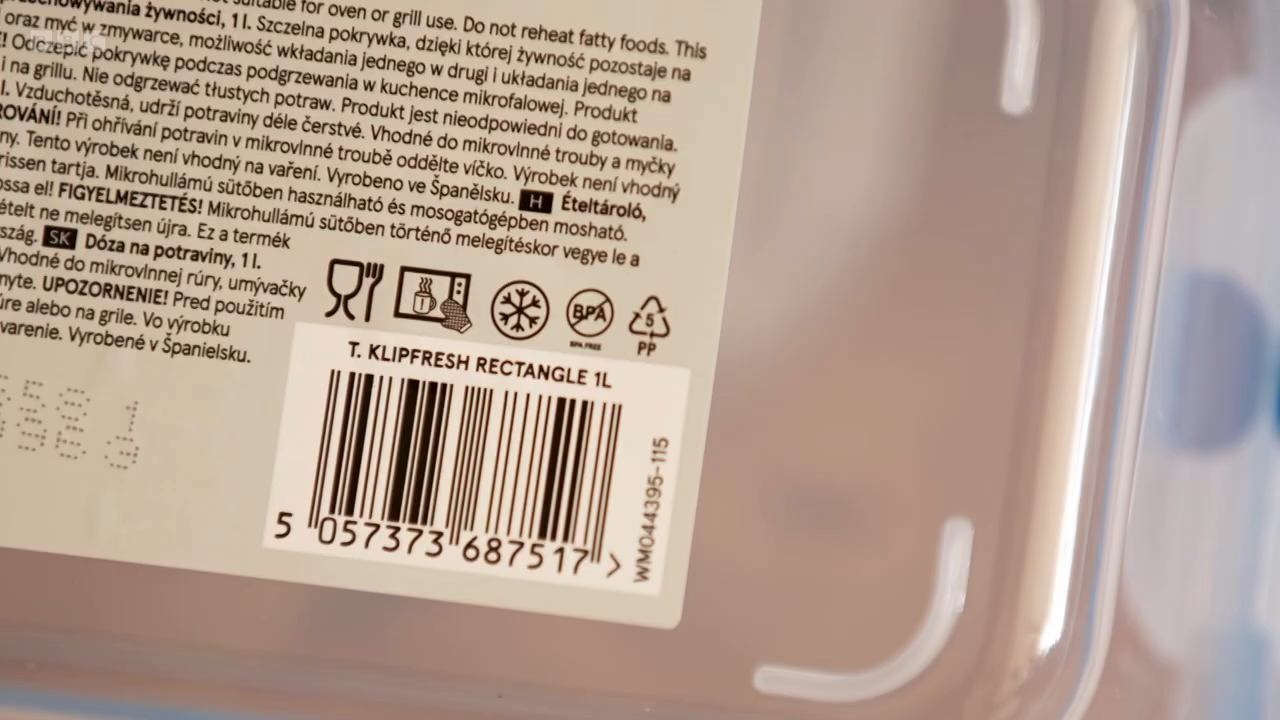 suitable for oven or grill use. Do not reheat fatty foods. This
przechowywania żywności, 1 l. Szczelna pokrywka, dzięki której żywność pozostaje na
oraz myć w zmywarce, możliwość wkładania jednego w drugi i układania jednego na
Odczepić pokrywkę podczas podgrzewania w kuchence mikrofalowej. Produkt
i na grillu. Nie odgrzewać tłustych potraw. Produkt jest nieodpowiedni do gotowania.
l. Vzduchotěsná, udrží potraviny déle čerstvé. Vhodné do mikrovlnné trouby a myčky
Při ohřívání potravin v mikrovlnné troubě oddělte víčko. Výrobek není vhodný
ny. Tento výrobek není vhodný na vaření. Vyrobeno ve Španělsku. H Ételtároló,
rissen tartja. Mikrohullámú sütőben használható és mosogatógépben mosható.
ossa el! FIGYELMEZTETÉS! Mikrohullámú sütőben történő melegítéskor vegye le a
ételt ne melegítsen újra. Ez a termék
szág. SK Dóza na potraviny, 1 l.
Vhodné do mikrovlnnej rúry, umývačky
myte. UPOZORNENIE! Pred použitím
úre alebo na grile. Vo výrobku
varenie. Vyrobené v Španielsku.
BPA
BPA FREE
5
PP
T. KLIPFRESH RECTANGLE 1L
5 057373 687517 >
WM044395-115